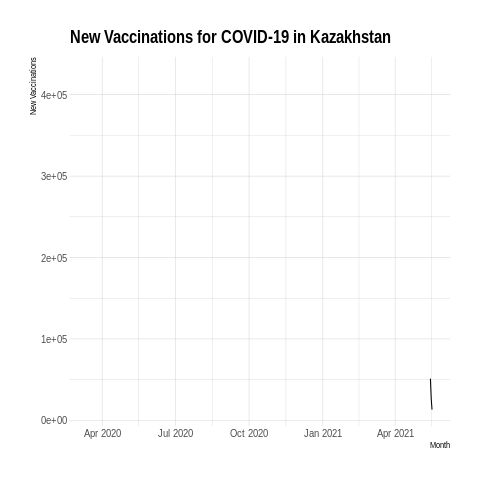 New Vaccinations for COVID-19 in Kazakhstan
New Vaccinations
4e+05
3e+05
2e+05
1e+05
0e+00
Apr 2020 Jul 2020 Oct 2020 Jan 2021 Apr 2021
Month